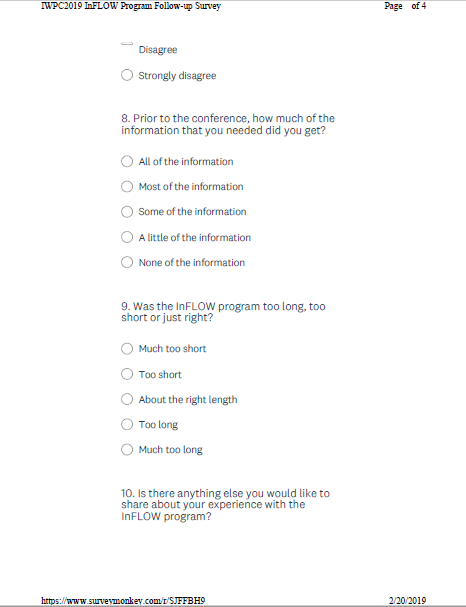 IWPC2019 InFLOW Program Follow-up Survey
Page of 4
Disagree
Strongly disagree
8. Prior to the conference, how much of the
information that you needed did you get?
All of the information
Most of the information
Some of the information
A little of the information
None of the information
9. Was the InFLOW program too long, too
short or just right?
Much too short
Too short
About the right length
Too long
Much too long
10. Is there anything else you would like to
share about your experience with the
InFLOW program?
https://www.surveymonkey.com/r/SJFFBH9
2/20/2019